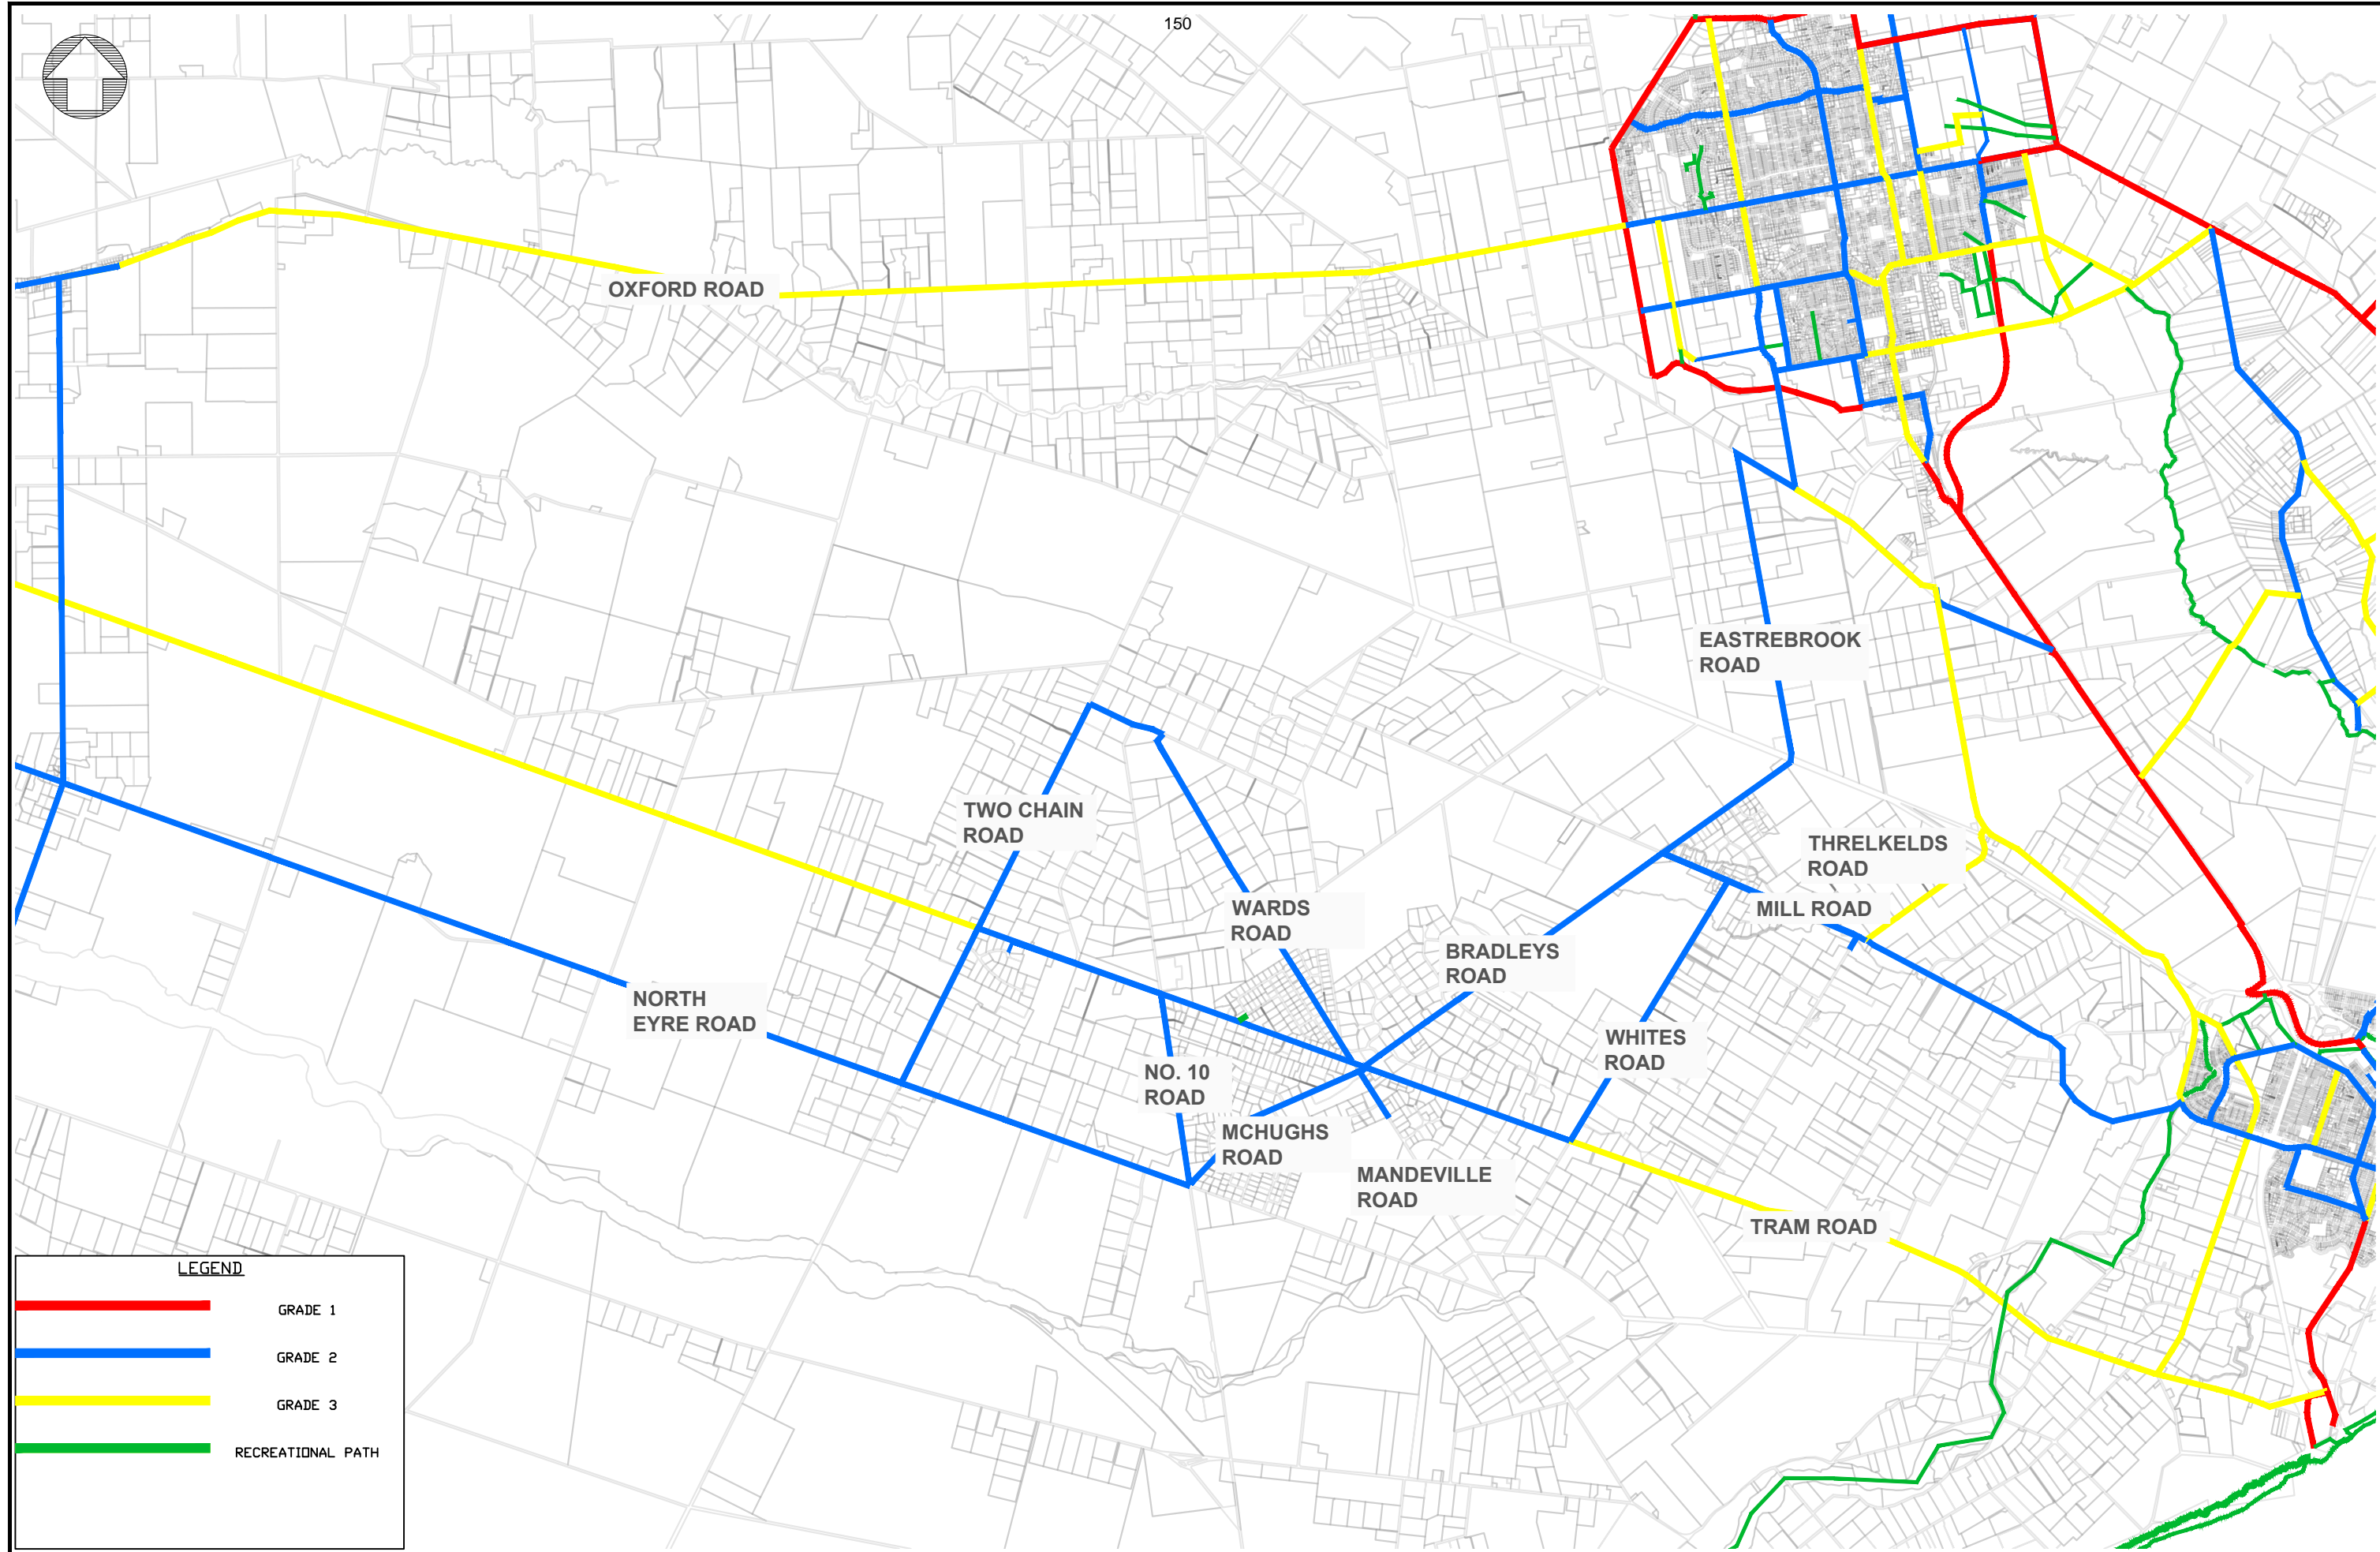 150
OXFORD ROAD
EASTREBROOK
ROAD
TWO CHAIN
ROAD
THRELKELDS
ROAD
MILL ROAD
WARDS
ROAD
BRADLEYS
ROAD
NORTH
EYRE ROAD
WHITES
ROAD
NO. 10
ROAD
MCHUGHS
ROAD
MANDEVILLE
ROAD
TRAM ROAD
LEGEND
GRADE 1
GRADE 2
GRADE 3
RECREATIONAL PATH